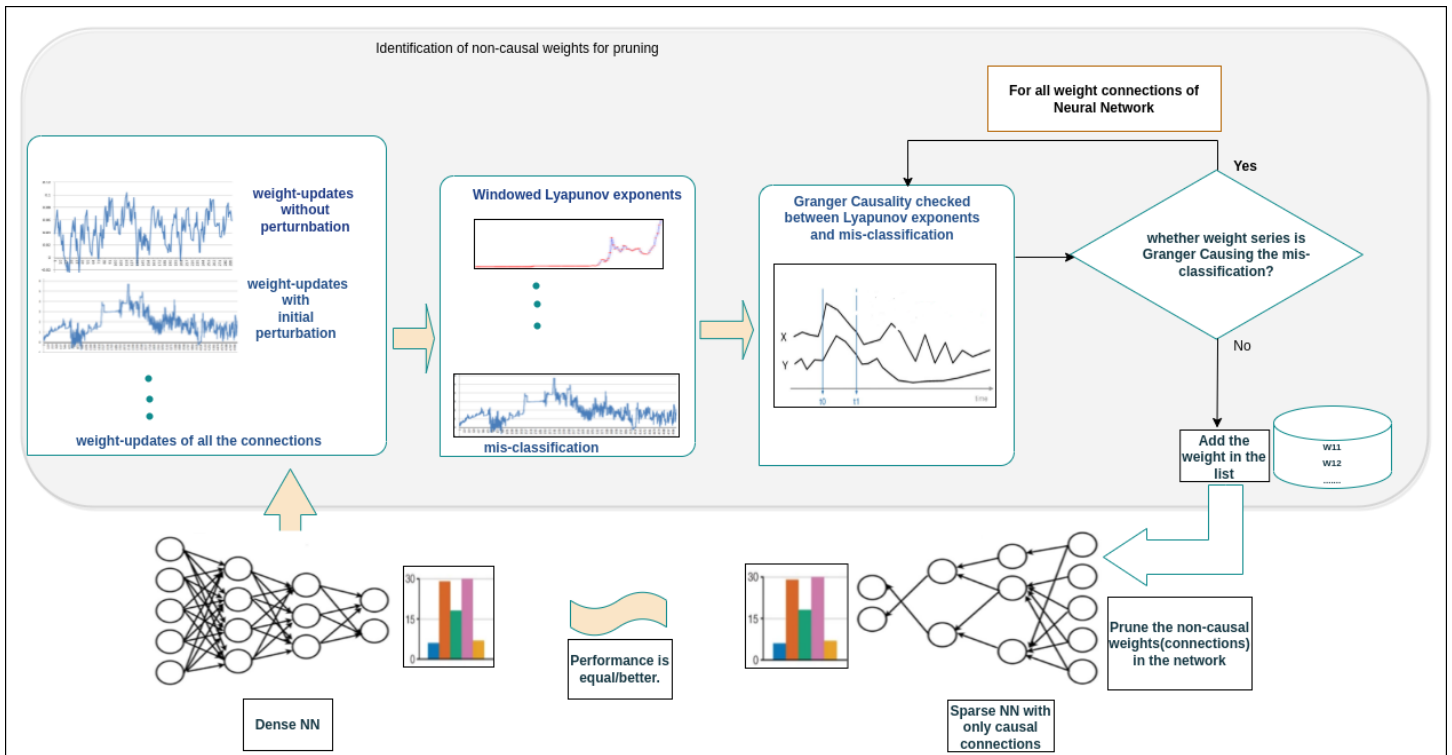 Identification of non-causal weights for pruning
For all weight connections of
Neural Network
weight-updates
without
perturnbation
weight-updates
with
initial
perturbation
weight-updates of all the connections
Windowed Lyapunov exponents
mis-classification
Granger Causality checked
between Lyapunov exponents
and mis-classification
X
Y
t0
time
Yes
whether weight series is
Granger Causing the mis-
classification?
No
Add the
weight in the
list
W11
W12
.......
30
15
0
Dense NN
Performance is
equal/better.
30
15
0
Sparse NN with
only causal
connections
Prune the non-causal
weights(connections)
in the network